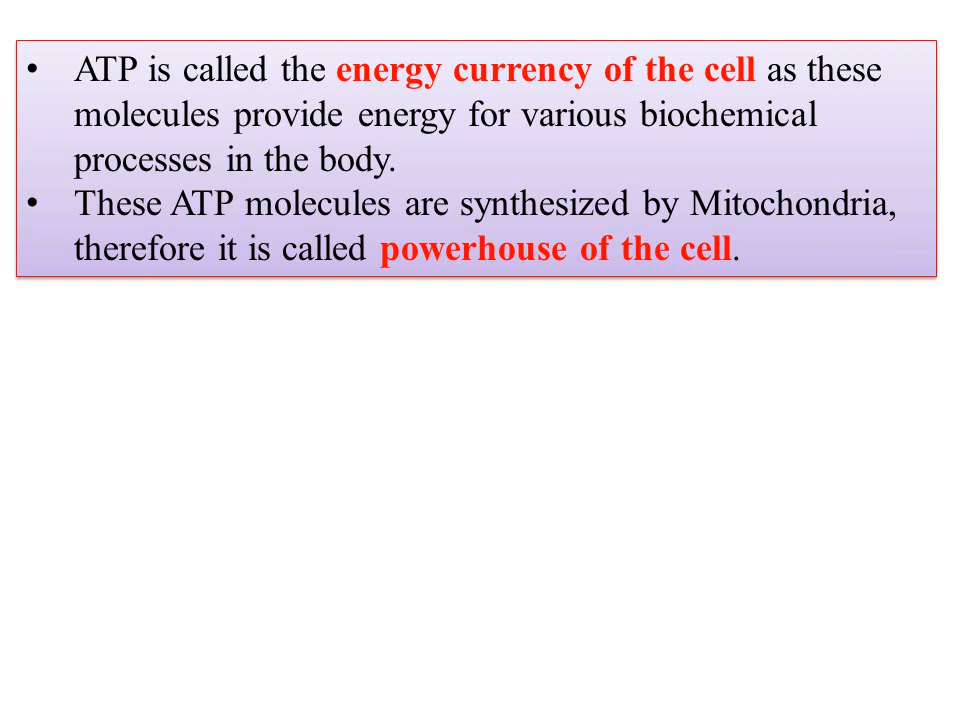 • ATP is called the energy currency of the cell as these
molecules provide energy for various biochemical
processes in the body.
• These ATP molecules are synthesized by Mitochondria,
therefore it is called powerhouse of the cell.